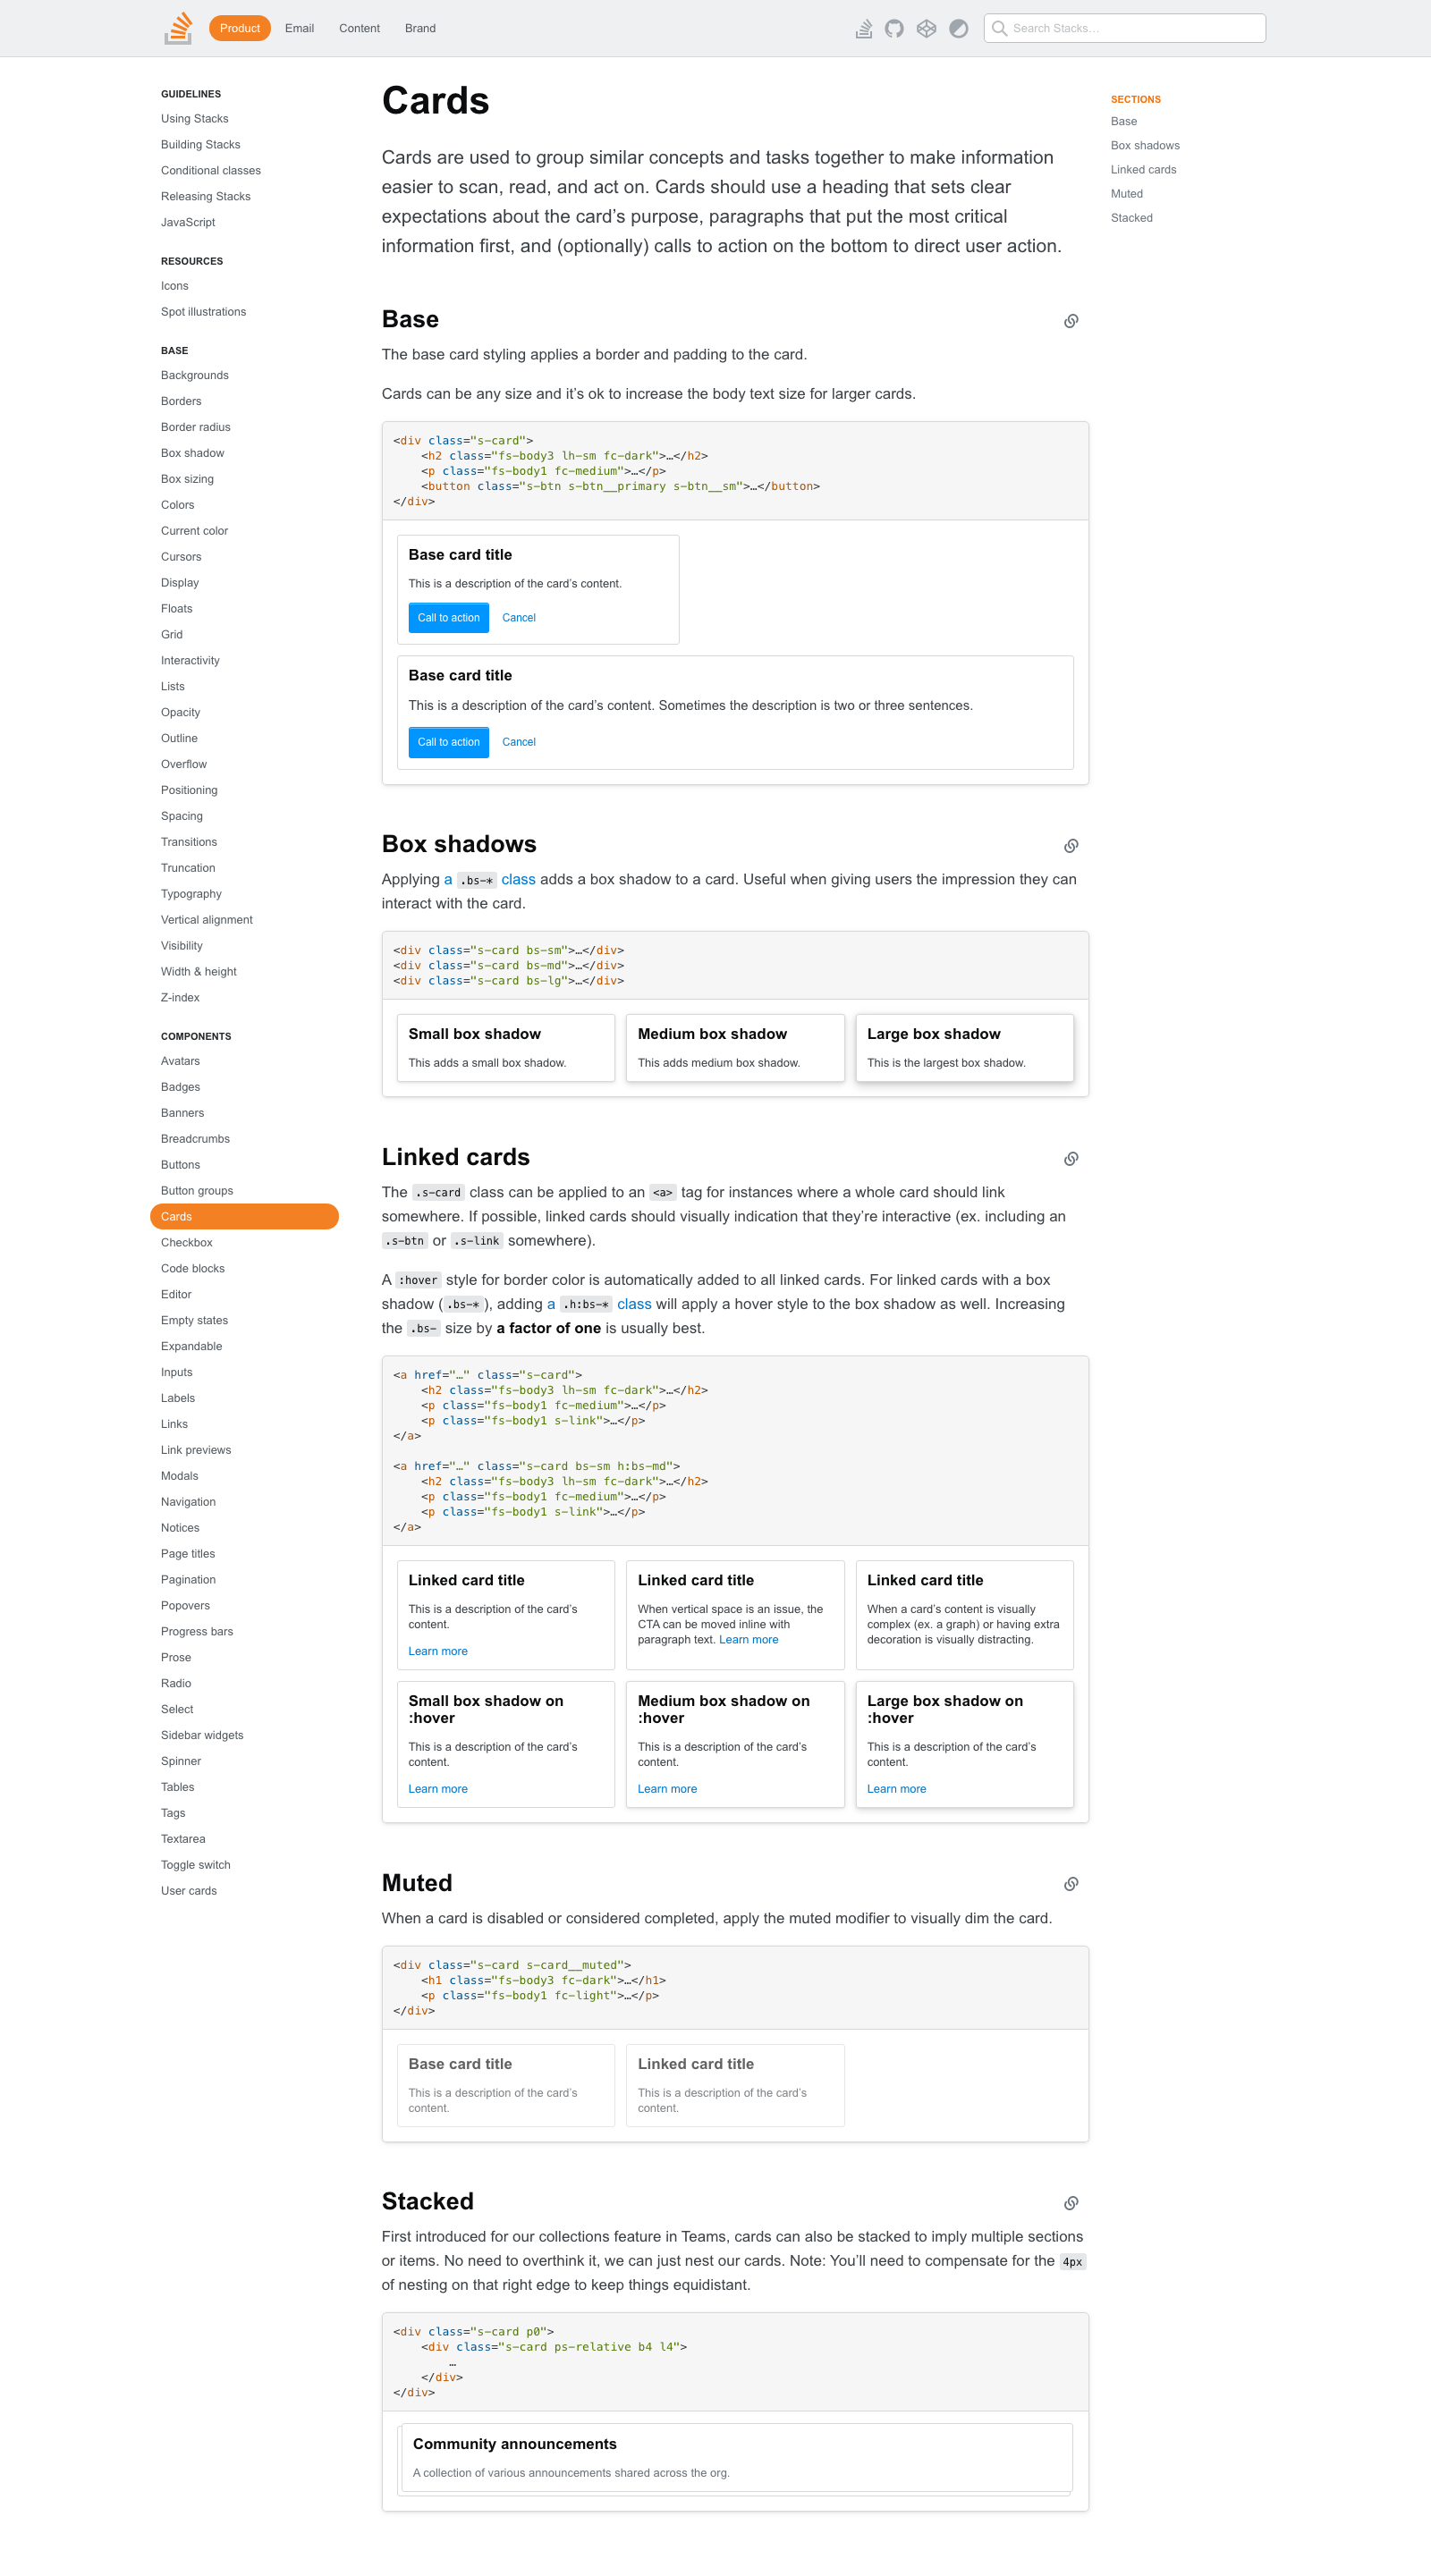 Product
Email
Content
Brand
Search Stacks…
GUIDELINES
Using Stacks
Building Stacks
Conditional classes
Releasing Stacks
JavaScript
RESOURCES
Icons
Spot illustrations
BASE
Backgrounds
Borders
Border radius
Box shadow
Box sizing
Colors
Current color
Cursors
Display
Floats
Grid
Interactivity
Lists
Opacity
Outline
Overflow
Positioning
Spacing
Transitions
Truncation
Typography
Vertical alignment
Visibility
Width & height
Z-index
COMPONENTS
Avatars
Badges
Banners
Breadcrumbs
Buttons
Button groups
Cards
Checkbox
Code blocks
Editor
Empty states
Expandable
Inputs
Labels
Links
Link previews
Modals
Navigation
Notices
Page titles
Pagination
Popovers
Progress bars
Prose
Radio
Select
Sidebar widgets
Spinner
Tables
Tags
Textarea
Toggle switch
User cards
Cards
Cards are used to group similar concepts and tasks together to make information
easier to scan, read, and act on. Cards should use a heading that sets clear
expectations about the card’s purpose, paragraphs that put the most critical
information first, and (optionally) calls to action on the bottom to direct user action.
Base
The base card styling applies a border and padding to the card.
Cards can be any size and it’s ok to increase the body text size for larger cards.
<div class="s-card">
<h2 class="fs-body3 lh-sm fc-dark">…</h2>
<p class="fs-body1 fc-medium">…</p>
<button class="s-btn s-btn__primary s-btn__sm">…</button>
</div>
Base card title
This is a description of the card’s content.
Call to action Cancel
Base card title
This is a description of the card’s content. Sometimes the description is two or three sentences.
Call to action Cancel
Box shadows
Applying a .bs-* class adds a box shadow to a card. Useful when giving users the impression they can
interact with the card.
<div class="s-card bs-sm">…</div>
<div class="s-card bs-md">…</div>
<div class="s-card bs-lg">…</div>
Small box shadow
This adds a small box shadow.
Medium box shadow
This adds medium box shadow.
Large box shadow
This is the largest box shadow.
Linked cards
The .s-card class can be applied to an <a> tag for instances where a whole card should link
somewhere. If possible, linked cards should visually indication that they’re interactive (ex. including an
.s-btn or .s-link somewhere).
A :hover style for border color is automatically added to all linked cards. For linked cards with a box
shadow (.bs-*), adding a .h:bs-* class will apply a hover style to the box shadow as well. Increasing
the .bs- size by a factor of one is usually best.
<a href="…" class="s-card">
<h2 class="fs-body3 lh-sm fc-dark">…</h2>
<p class="fs-body1 fc-medium">…</p>
<p class="fs-body1 s-link">…</p>
</a>
<a href="…" class="s-card bs-sm h:bs-md">
<h2 class="fs-body3 lh-sm fc-dark">…</h2>
<p class="fs-body1 fc-medium">…</p>
<p class="fs-body1 s-link">…</p>
</a>
Linked card title
This is a description of the card’s
content.
Learn more
Linked card title
When vertical space is an issue, the
CTA can be moved inline with
paragraph text. Learn more
Linked card title
When a card’s content is visually
complex (ex. a graph) or having extra
decoration is visually distracting.
Small box shadow on
:hover
This is a description of the card’s
content.
Learn more
Medium box shadow on
:hover
This is a description of the card’s
content.
Learn more
Large box shadow on
:hover
This is a description of the card’s
content.
Learn more
Muted
When a card is disabled or considered completed, apply the muted modifier to visually dim the card.
<div class="s-card s-card__muted">
<h1 class="fs-body3 fc-dark">…</h1>
<p class="fs-body1 fc-light">…</p>
</div>
Base card title
This is a description of the card’s
content.
Linked card title
This is a description of the card’s
content.
Stacked
First introduced for our collections feature in Teams, cards can also be stacked to imply multiple sections
or items. No need to overthink it, we can just nest our cards. Note: You’ll need to compensate for the 4px
of nesting on that right edge to keep things equidistant.
<div class="s-card p0">
<div class="s-card ps-relative b4 l4">
…
</div>
</div>
Community announcements
A collection of various announcements shared across the org.
SECTIONS
Base
Box shadows
Linked cards
Muted
Stacked